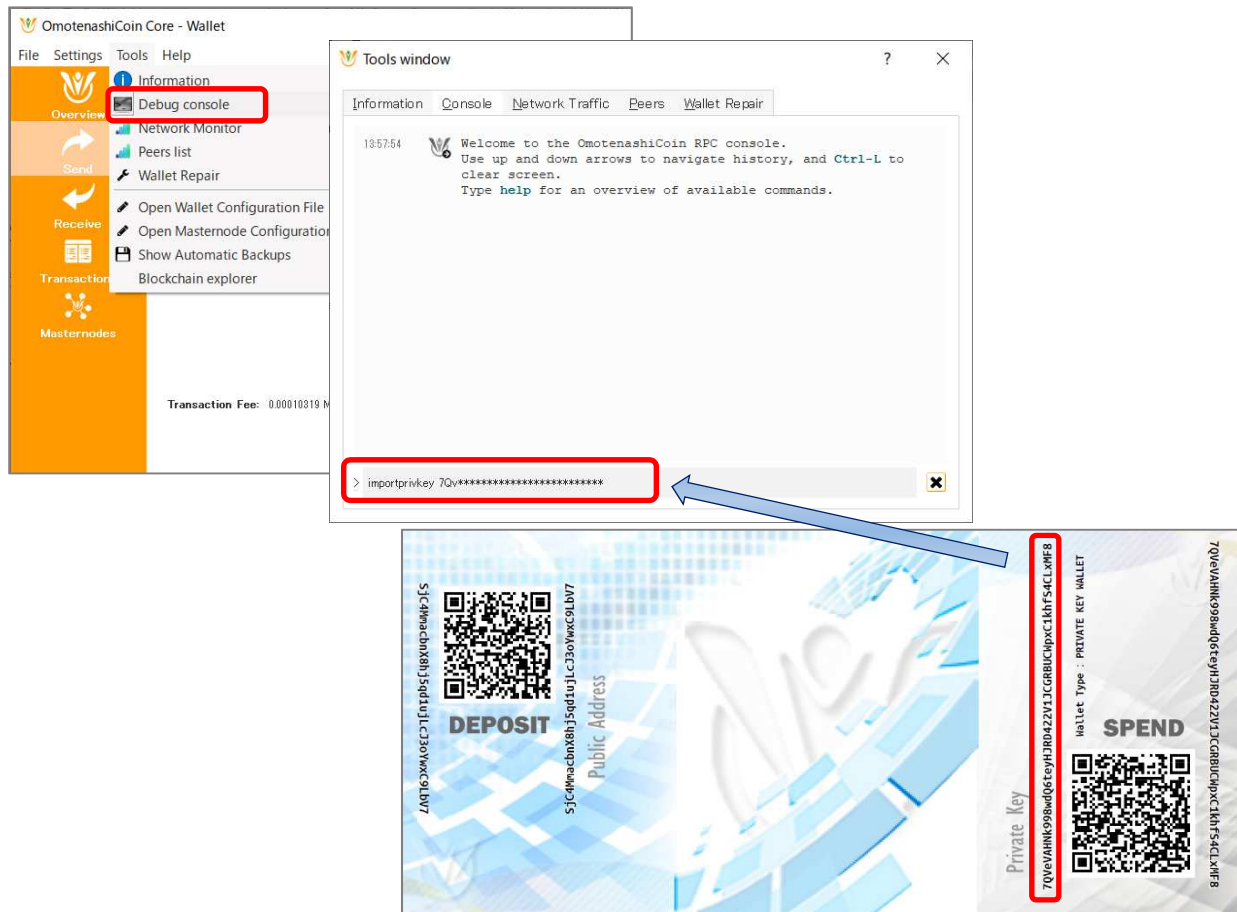 OmotenashiCoin Core - Wallet
File Settings Tools Help
Overview
Send
Receive
Transaction
Masternodes
Information
Debug console
Network Monitor
Peers list
Wallet Repair
Open Wallet Configuration File
Open Masternode Configuration
Show Automatic Backups
Blockchain explorer
Transaction Fee: 0.00010319 M
Tools window
Information Console Network Traffic Peers Wallet Repair
13:57:54 Welcome to the OmotenashiCoin RPC console.
Use up and down arrows to navigate history, and Ctrl-L to
clear screen.
Type help for an overview of available commands.
> importprivkey 7Qv*************************
SjC4MmacbnX8hj5qd1ujLcJ3oYwxC9LbV7
DEPOSIT
SjC4MmacbnX8hj5qd1ujLcJ3oYwxC9LbV7
Public Address
Private Key
7QVeVAHNk998wdQ6teyHJRD422V1JCGRBUCWpxC1khfS4CLxMF8
Wallet Type : PRIVATE KEY WALLET
SPEND
7QVeVAHNk998wdQ6teyHJRD422V1JCGRBUCWpxC1khfS4CLxMF8